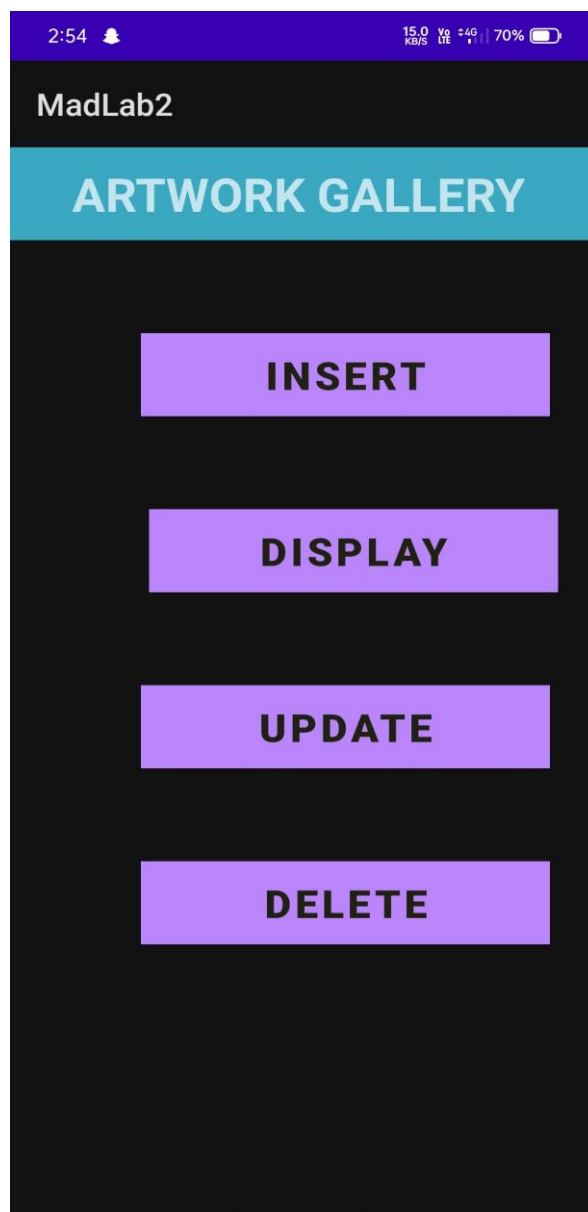 2:54 15.0 KB/S Vo LTE 4G 70%
MadLab2
ARTWORK GALLERY
INSERT
DISPLAY
UPDATE
DELETE